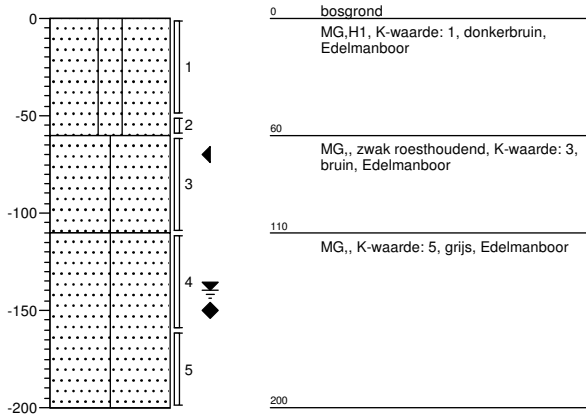 0
-50
-100
-150
-200
1
2
3
4
5
0 bosgrond
MG,H1, K-waarde: 1, donkerbruin,
Edelmanboor
60
MG,, zwak roesthoudend, K-waarde: 3,
bruin, Edelmanboor
110
MG,, K-waarde: 5, grijs, Edelmanboor
200